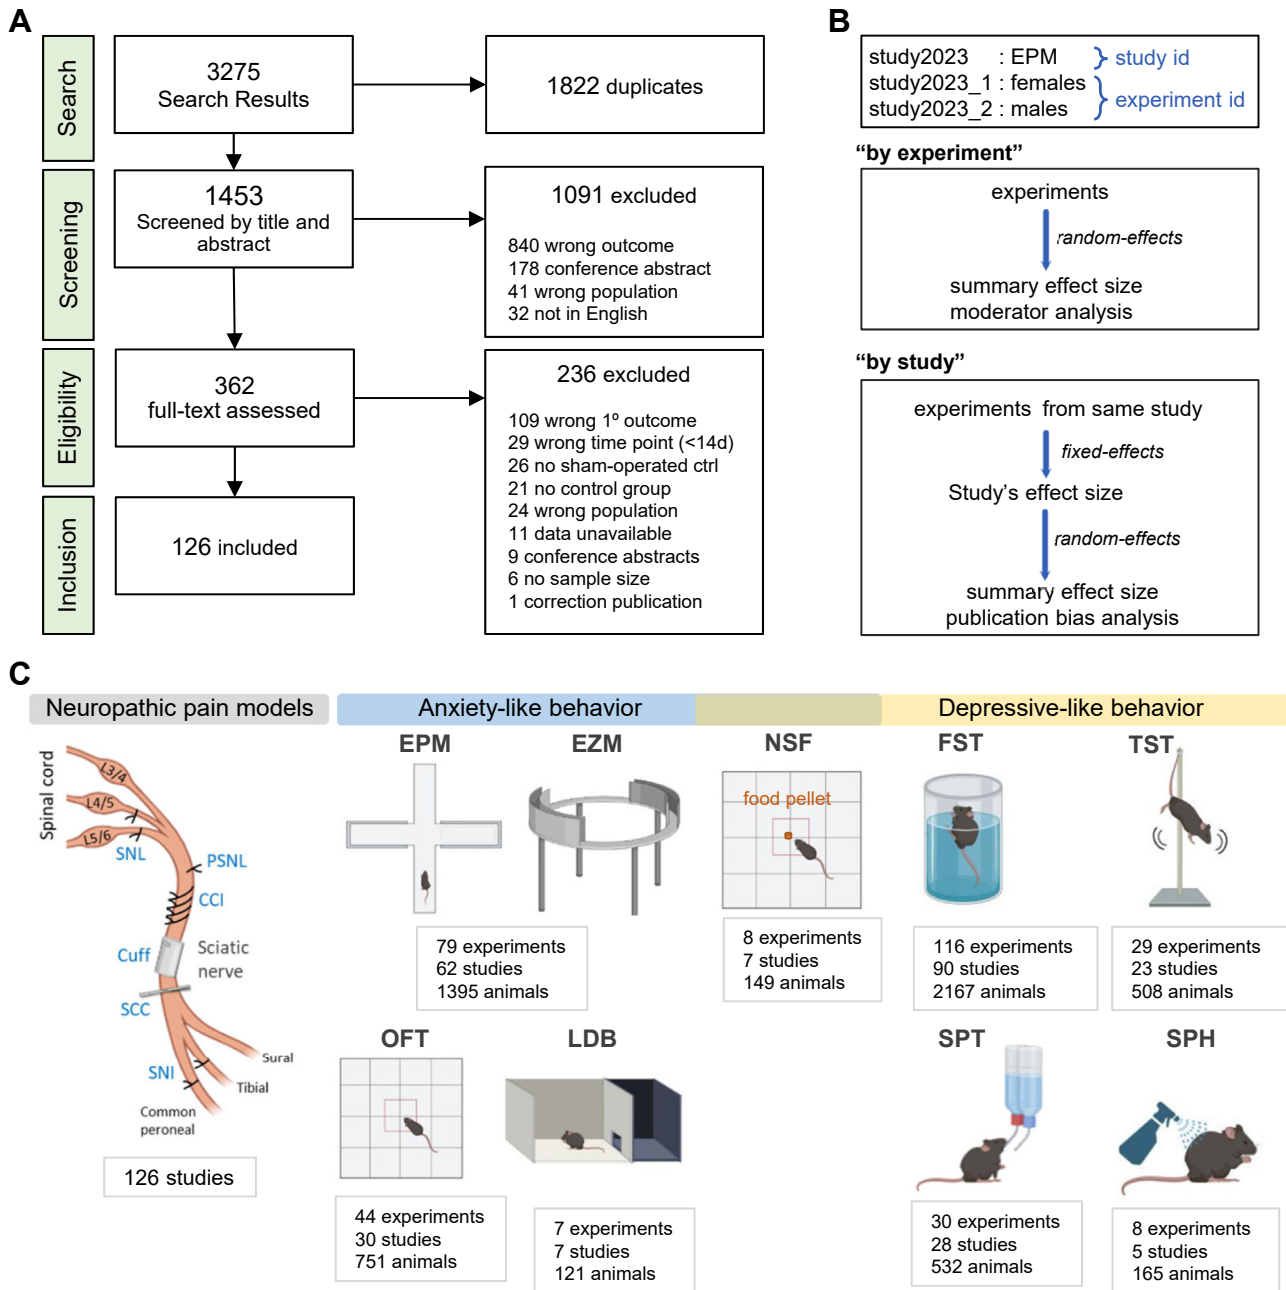 A
Search
3275
Search Results
1822 duplicates
Screening
1453
Screened by title and
abstract
1091 excluded
840 wrong outcome
178 conference abstract
41 wrong population
32 not in English
Eligibility
362
full-text assessed
236 excluded
109 wrong 1º outcome
29 wrong time point (<14d)
26 no sham-operated ctrl
21 no control group
24 wrong population
11 data unavailable
9 conference abstracts
6 no sample size
1 correction publication
Inclusion
126 included
B
study2023 : EPM study id
study2023_1 : females
study2023_2 : males
experiment id
“by experiment”
experiments
random-effects
summary effect size
moderator analysis
“by study”
experiments from same study
fixed-effects
Study's effect size
random-effects
summary effect size
publication bias analysis
C
Neuropathic pain models
Spinal cord
L3/4
L4/5
L5/6
SNL
PSNL
CCI
Cuff
Sciatic
nerve
SCC
SNI
Sural
Tibial
Common
peroneal
126 studies
Anxiety-like behavior
Depressive-like behavior
EPM
EZM
79 experiments
62 studies
1395 animals
NSF
food pellet
8 experiments
7 studies
149 animals
FST
116 experiments
90 studies
2167 animals
TST
29 experiments
23 studies
508 animals
OFT
44 experiments
30 studies
751 animals
LDB
7 experiments
7 studies
121 animals
SPT
30 experiments
28 studies
532 animals
SPH
8 experiments
5 studies
165 animals